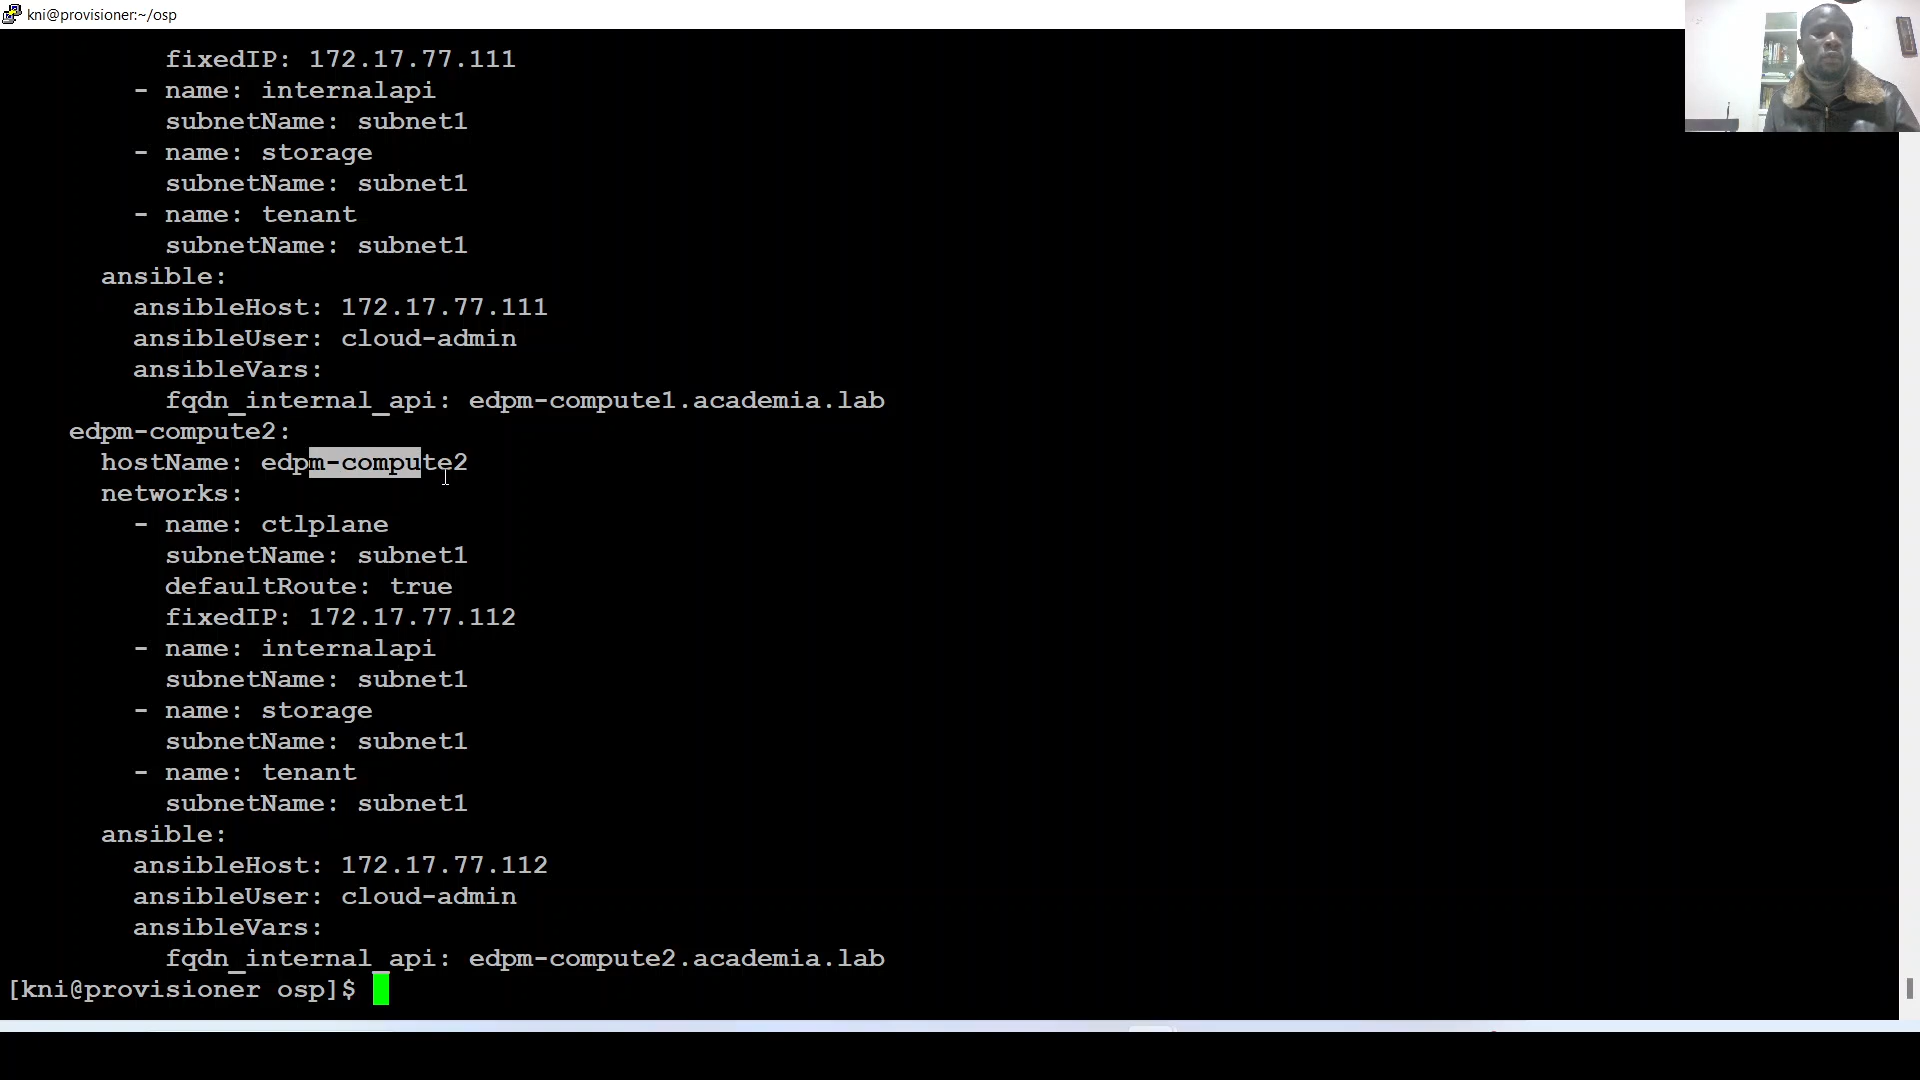 kni@provisioner:~/osp
fixedIP: 172.17.77.111
- name: internalapi
subnetName: subnet1
- name: storage
subnetName: subnet1
- name: tenant
subnetName: subnet1
ansible:
ansibleHost: 172.17.77.111
ansibleUser: cloud-admin
ansibleVars:
fqdn_internal_api: edpm-compute1.academia.lab
edpm-compute2:
hostName: edpm-compute2
networks:
- name: ctlplane
subnetName: subnet1
defaultRoute: true
fixedIP: 172.17.77.112
- name: internalapi
subnetName: subnet1
- name: storage
subnetName: subnet1
- name: tenant
subnetName: subnet1
ansible:
ansibleHost: 172.17.77.112
ansibleUser: cloud-admin
ansibleVars:
fqdn_internal_api: edpm-compute2.academia.lab
[kni@provisioner osp]$